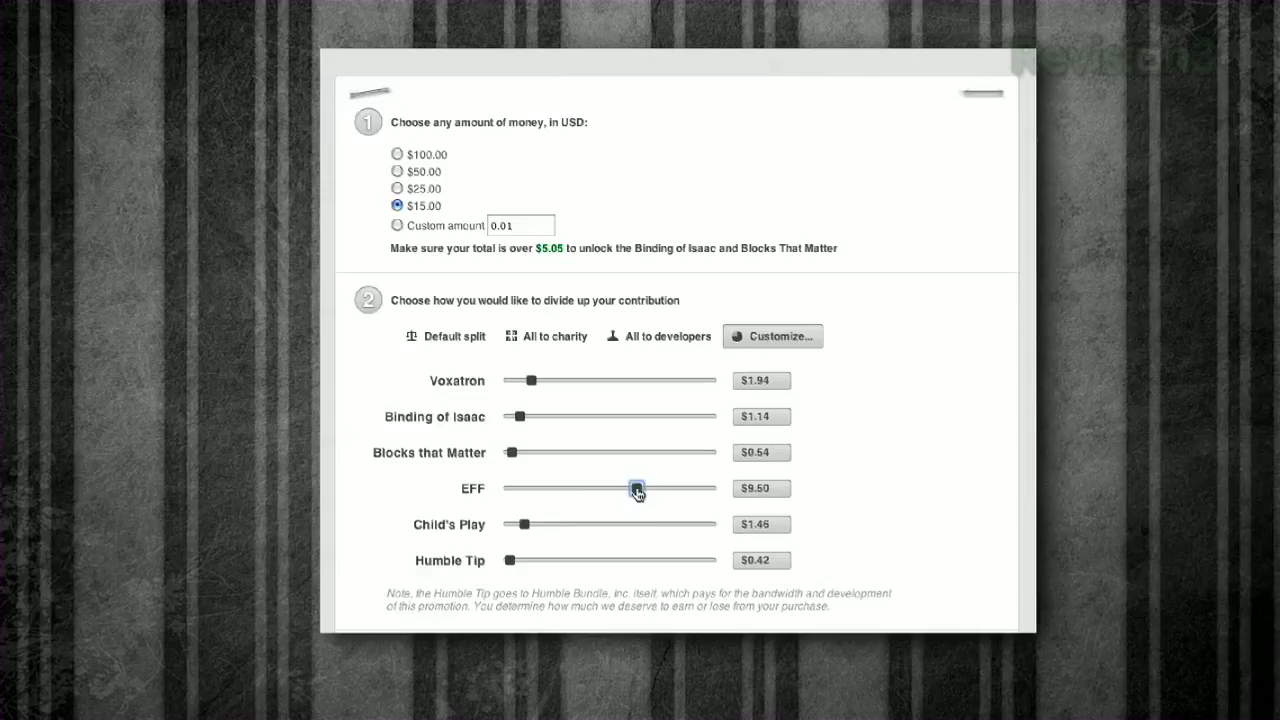 Revision3
1 Choose any amount of money, in USD:
$100.00
$50.00
$25.00
$15.00
Custom amount 0.01
Make sure your total is over $5.05 to unlock the Binding of Isaac and Blocks That Matter
2 Choose how you would like to divide up your contribution
Default split All to charity All to developers Customize...
Voxatron $1.94
Binding of Isaac $1.14
Blocks that Matter $0.54
EFF $9.50
Child's Play $1.46
Humble Tip $0.42
Note, the Humble Tip goes to Humble Bundle, Inc. itself, which pays for the bandwidth and development
of this promotion. You determine how much we deserve to earn or lose from your purchase.